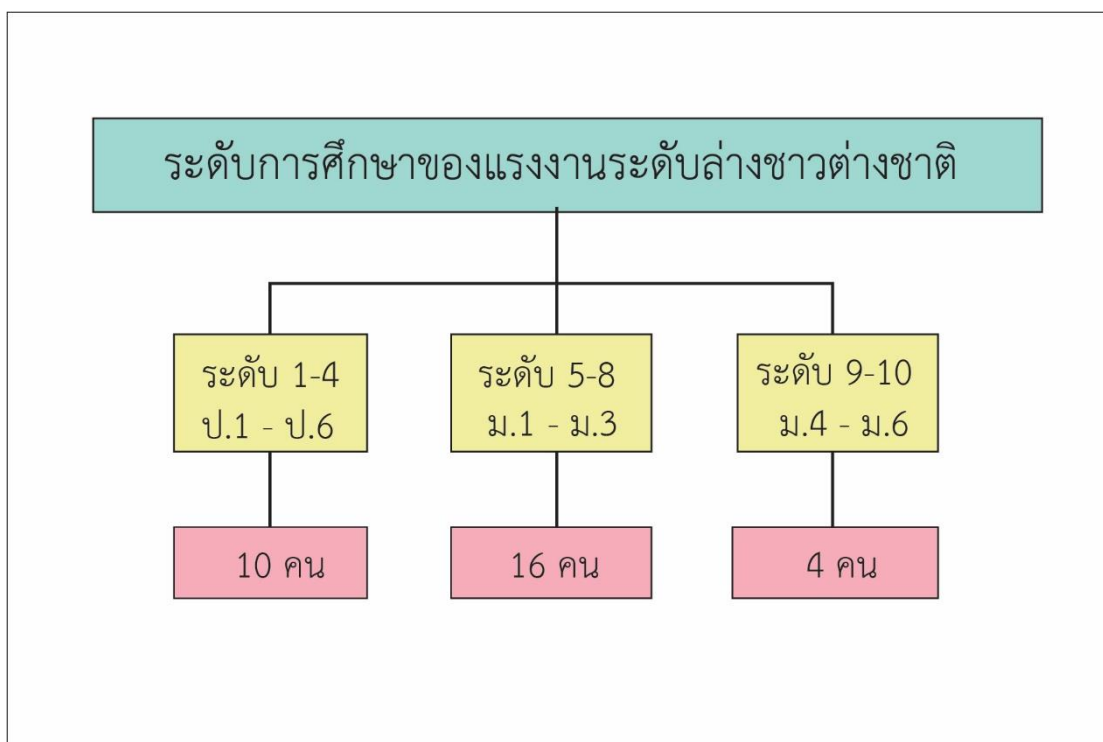 ระดับการศึกษาของแรงงานระดับล่างชาวต่างชาติ
ระดับ 1-4
ป.1 - ป.6
ระดับ 5-8
ม.1 - ม.3
ระดับ 9-10
ม.4 - ม.6
10 คน
16 คน
4 คน